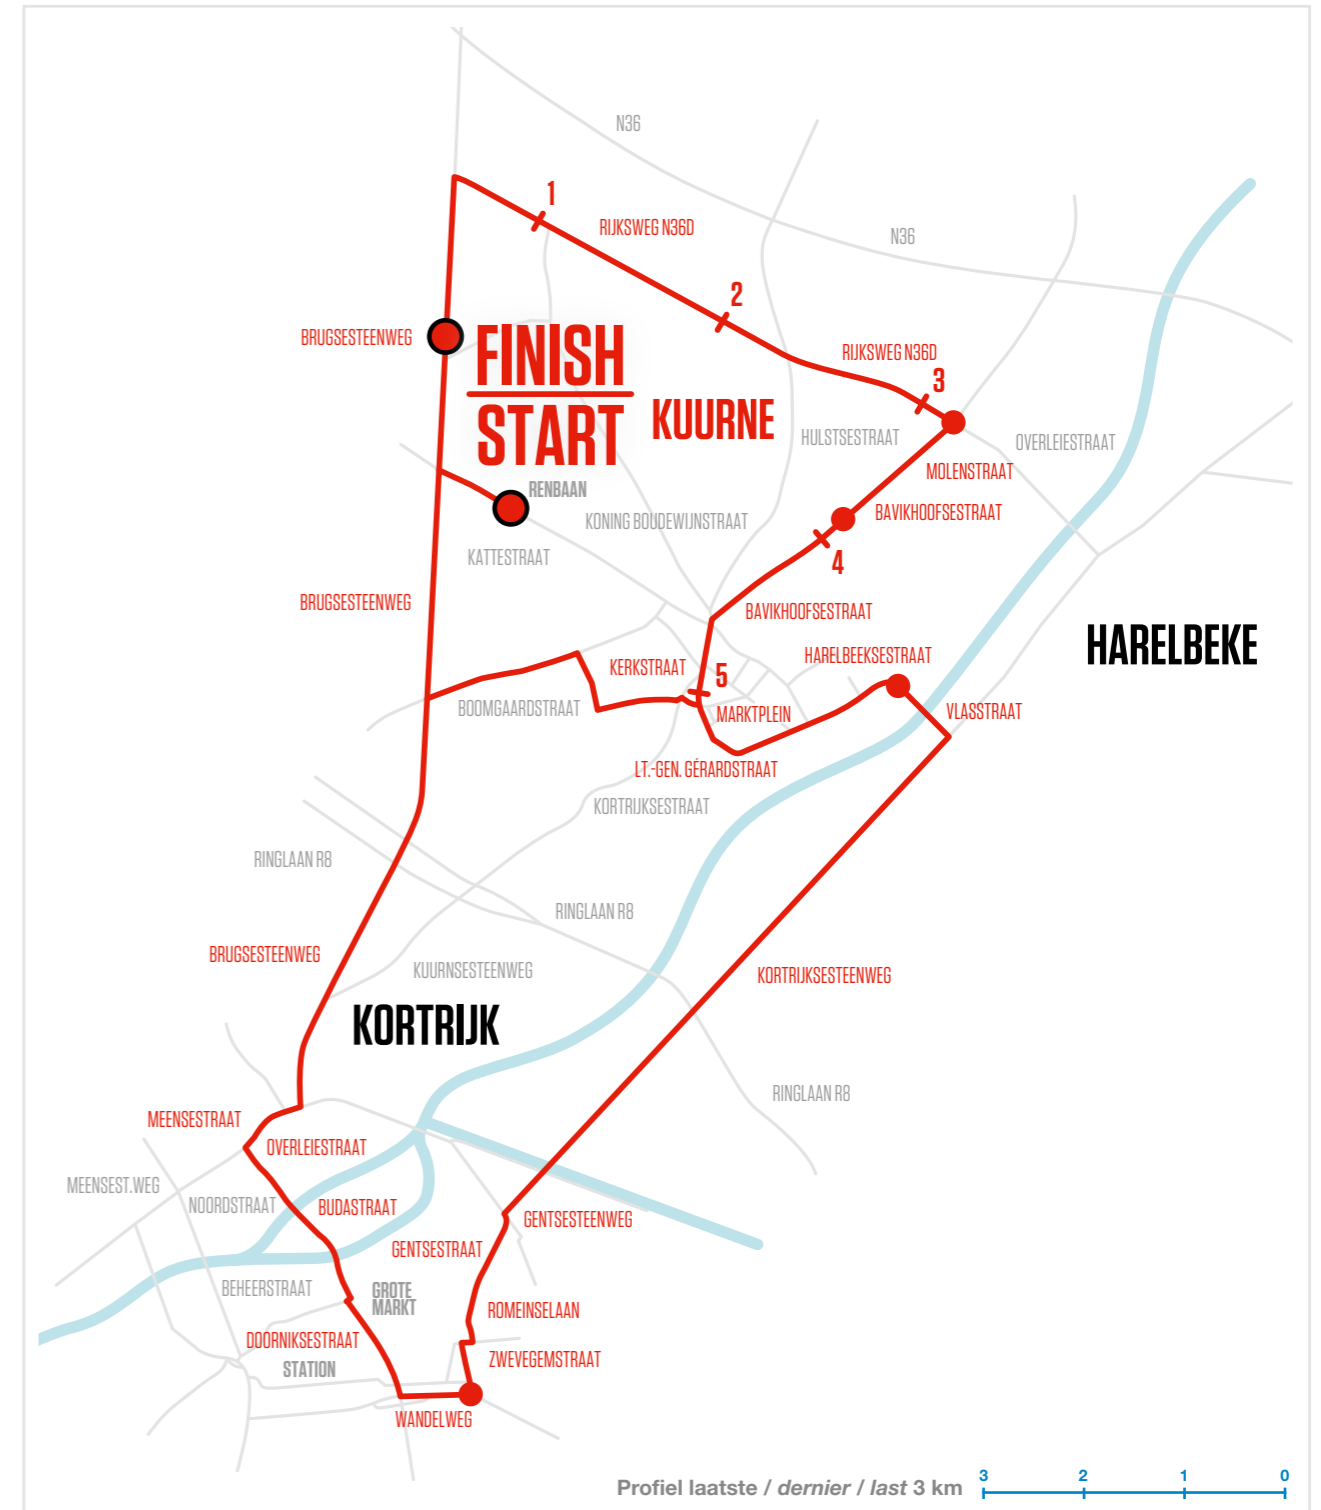 N36
1
RIJKSWEG N36D
N36
2
BRUGSESTEENWEG
FINISH
START
RIJKSWEG N36D
3
KUURNE
HULSTSESTRAAT
OVERLEIESTRAAT
MOLENSTRAAT
RENBAAN
BAVIKHOOFSESTRAAT
KONING BOUDEWIJNSTRAAT
KATTESTRAAT
4
BRUGSESTEENWEG
BAVIKHOOFSESTRAAT
HARELBEKE
HARELBEEKSESTRAAT
KERKSTRAAT
5
BOOMGAARDSTRAAT
MARKTPLEIN
VLASSTRAAT
LT.-GEN. GÉRARDSTRAAT
KORTRIJKSESTRAAT
RINGLAAN R8
RINGLAAN R8
BRUGSESTEENWEG
KUURNSESTEENWEG
KORTRIJKSESTEENWEG
KORTRIJK
RINGLAAN R8
MEENSESTRAAT
OVERLEIESTRAAT
MEENSEST.WEG
NOORDSTRAAT
BUDASTRAAT
GENTSESTEENWEG
GENTSESTRAAT
BEHEERSTRAAT
GROTE
MARKT
ROMEINSELAAN
DOORNIKSESTRAAT
ZWEVEGEMSTRAAT
STATION
WANDELWEG
Profiel laatste / dernier / last 3 km
3 2 1 0